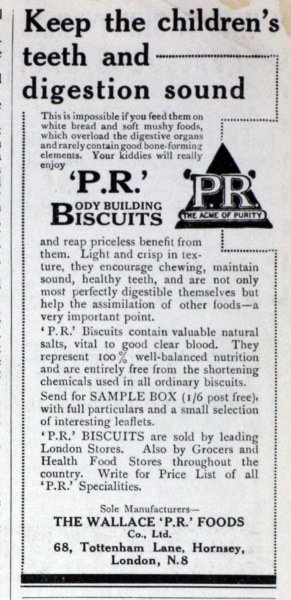 Keep the children's
teeth and
digestion sound
This is impossible if you feed them on
white bread and soft mushy foods,
which overload the digestive organs
and rarely contain good bone-forming
elements. Your kiddies will really
enjoy
'P.R.'
BODY BUILDING
BISCUITS
'PR'
THE ACME OF PURITY
and reap priceless benefit from
them. Light and crisp in tex-
ture, they encourage chewing, maintain
sound, healthy teeth, and are not only
most perfectly digestible themselves but
help the assimilation of other foods—a
very important point.
'P.R.' Biscuits contain valuable natural
salts, vital to good clear blood. They
represent 100% well-balanced nutrition
and are entirely free from the shortening
chemicals used in all ordinary biscuits.
Send for SAMPLE BOX (1/6 post free),
with full particulars and a small selection
of interesting leaflets.
'P.R.' BISCUITS are sold by leading
London Stores. Also by Grocers and
Health Food Stores throughout the
country. Write for Price List of all
'P.R.' Specialities.
Sole Manufacturers—
THE WALLACE 'P.R.' FOODS
Co., Ltd.
68, Tottenham Lane, Hornsey,
London, N.8